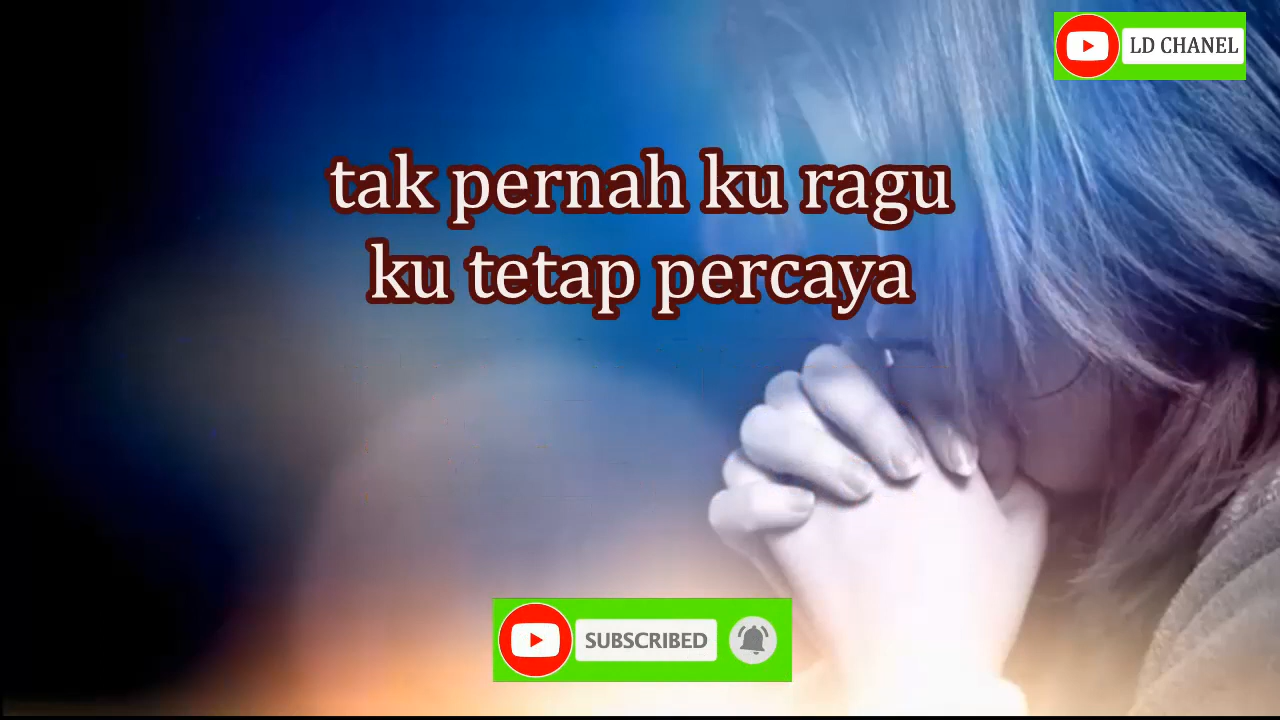 LD CHANEL
tak pernah ku ragu
ku tetap percaya
SUBSCRIBED